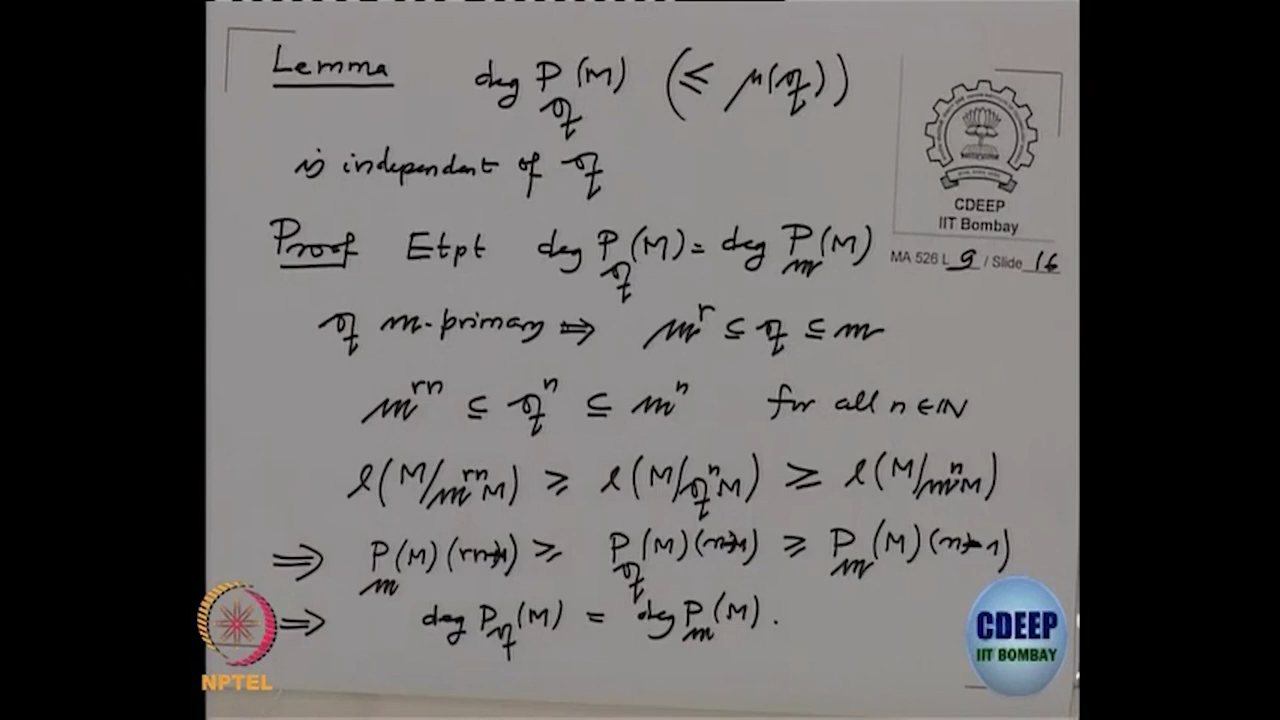 Lemma deg P_𝔮(M) (≤ μ(𝔮))
is independent of 𝔮
CDEEP
IIT Bombay
MA 526 L 9 / Slide 16
Proof Etpt deg P_𝔮(M) = deg P_𝔪(M)
𝔮 𝔪-primary ⇒ 𝔪^r ⊆ 𝔮 ⊆ 𝔪
𝔪^{rn} ⊆ 𝔮^n ⊆ 𝔪^n for all n ∈ ℕ
ℓ(M/𝔪^{rn}M) ≥ ℓ(M/𝔮^nM) ≥ ℓ(M/𝔪^nM)
⇒ P_𝔪(M)(rn-1) ≥ P_𝔮(M)(n-1) ≥ P_𝔪(M)(n-1)
⇒ deg P_𝔮(M) = deg P_𝔪(M).
NPTEL
CDEEP
IIT BOMBAY